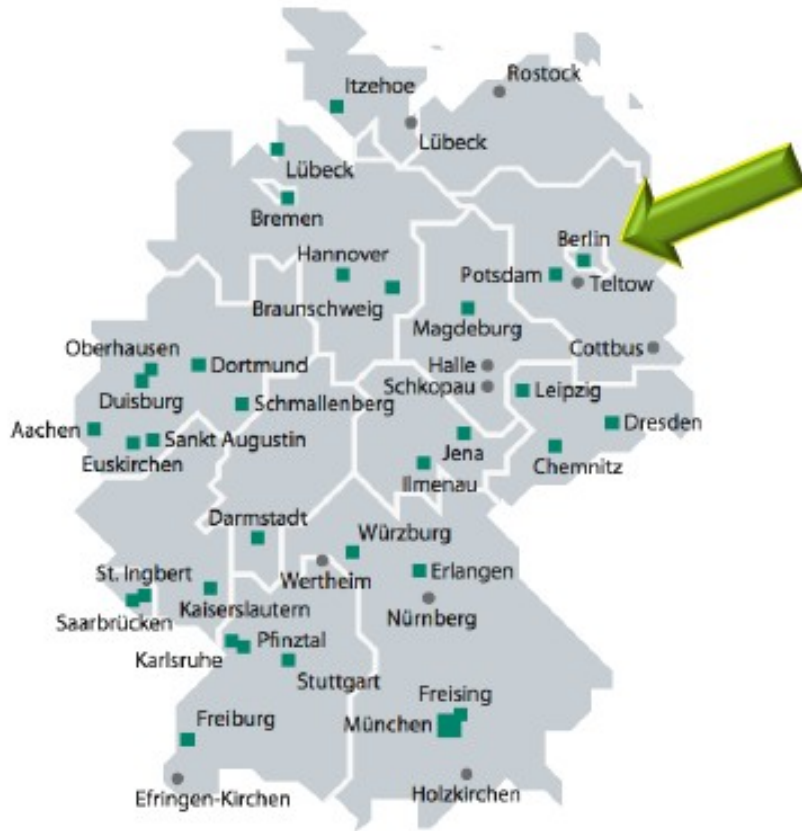 Itzehoe
Rostock
Lübeck
Lübeck
Bremen
Hannover
Berlin
Potsdam
Teltow
Braunschweig
Magdeburg
Oberhausen
Dortmund
Halle
Cottbus
Schkopau
Leipzig
Duisburg
Schmallenberg
Dresden
Aachen
Sankt Augustin
Euskirchen
Jena
Chemnitz
Ilmenau
Darmstadt
Würzburg
St. Ingbert
Wertheim
Erlangen
Kaiserslautern
Saarbrücken
Nürnberg
Pfinztal
Karlsruhe
Stuttgart
Freising
Freiburg
München
Efringen-Kirchen
Holzkirchen